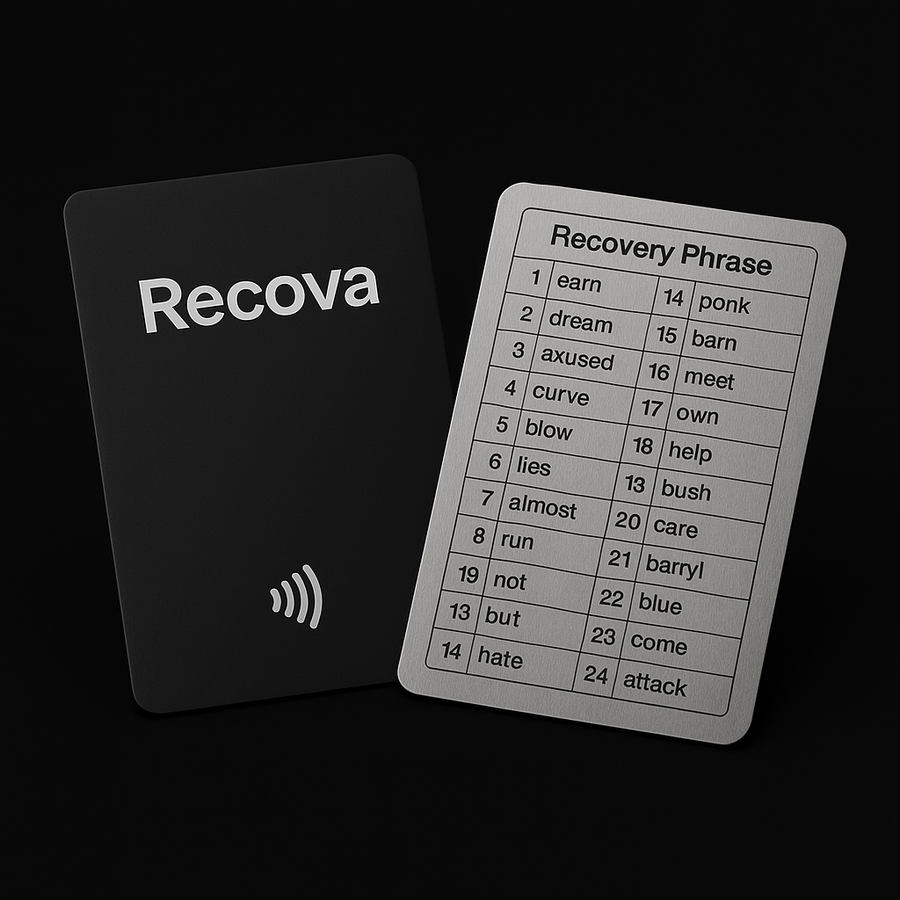 Recova
Recovery Phrase
1 earn 14 ponk
2 dream 15 barn
3 axused 16 meet
4 curve 17 own
5 blow 18 help
6 lies 13 bush
7 almost 20 care
8 run 21 barryl
19 not 22 blue
13 but 23 come
14 hate 24 attack